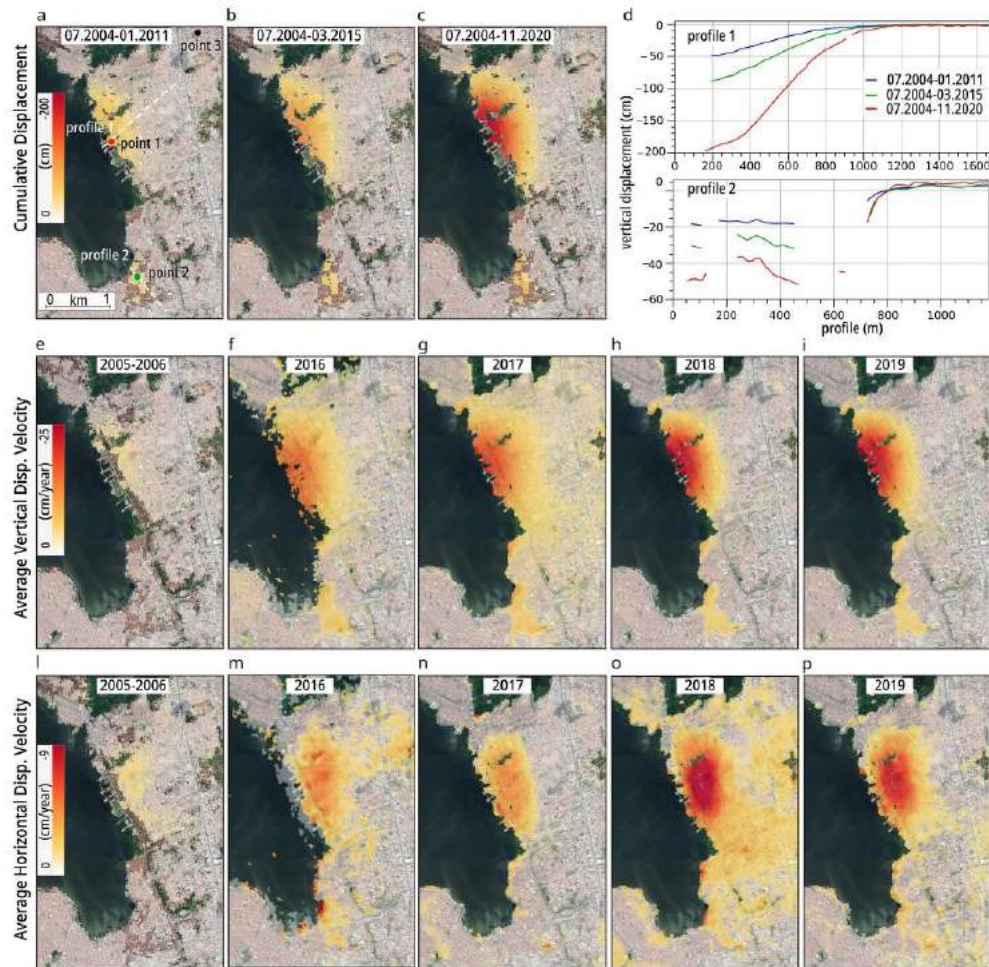 a
b
c
d
07.2004-01.2011
07.2004-03.2015
07.2004-11.2020
point 3
profile 1
point 1
profile 2
point 2
0 km 1
Cumulative Displacement
-200
(cm)
0
profile 1
07.2004-01.2011
07.2004-03.2015
07.2004-11.2020
0
-50
-100
-150
-200
0 200 400 600 800 1000 1200 1400 1600
vertical displacement (cm)
profile 2
0
-20
-40
-60
0 200 400 600 800 1000
profile (m)
e
f
g
h
i
2005-2006
2016
2017
2018
2019
Average Vertical Disp. Velocity
-25
(cm/year)
0
l
m
n
o
p
2005-2006
2016
2017
2018
2019
Average Horizontal Disp. Velocity
-9
(cm/year)
0